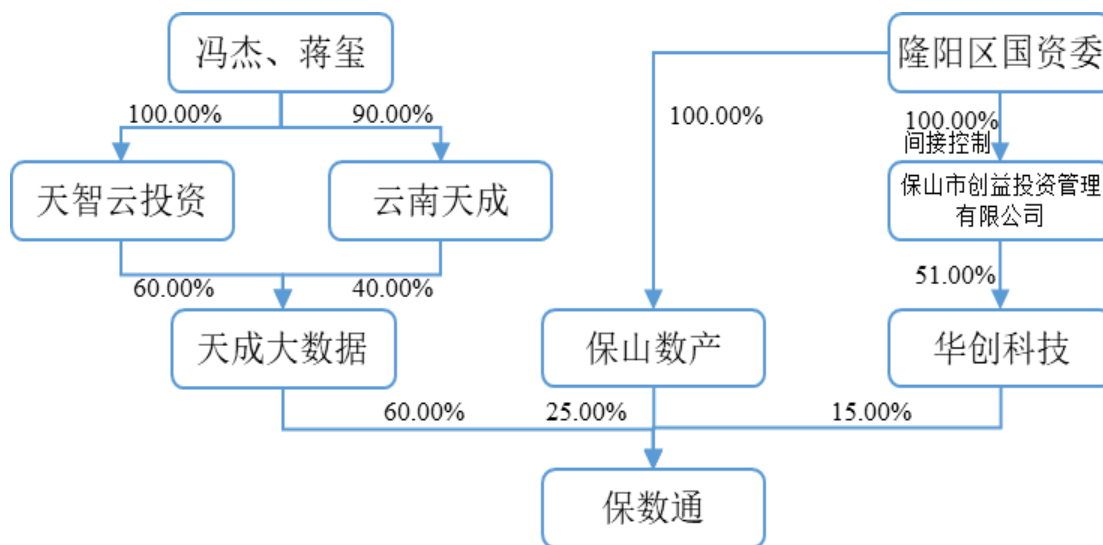 冯杰、蒋玺
隆阳区国资委
100.00%
90.00%
100.00%
100.00%
间接控制
天智云投资
云南天成
保山市创益投资管理
有限公司
60.00%
40.00%
51.00%
天成大数据
保山数产
华创科技
60.00%
25.00%
15.00%
保数通